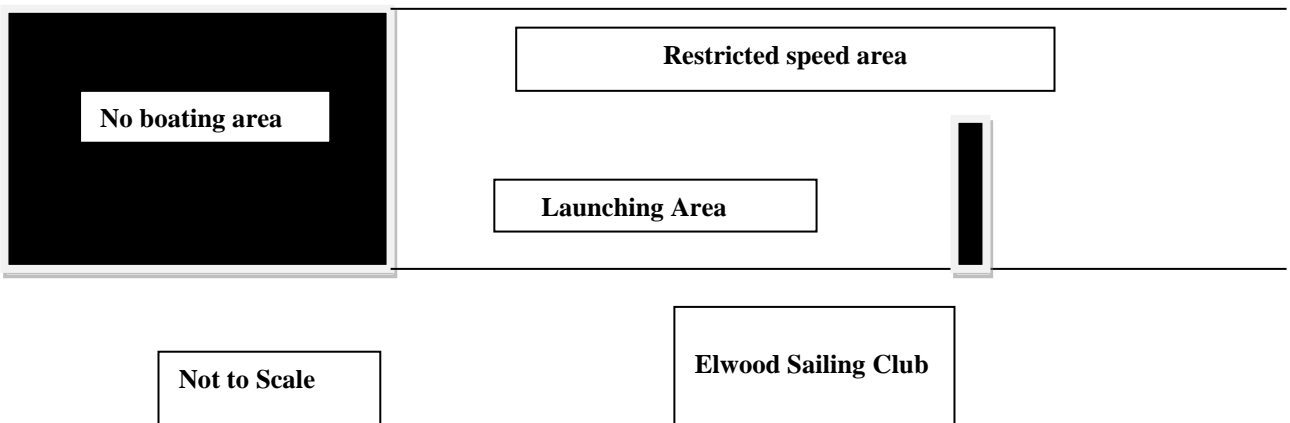 Restricted speed area
No boating area
Launching Area
Elwood Sailing Club
Not to Scale